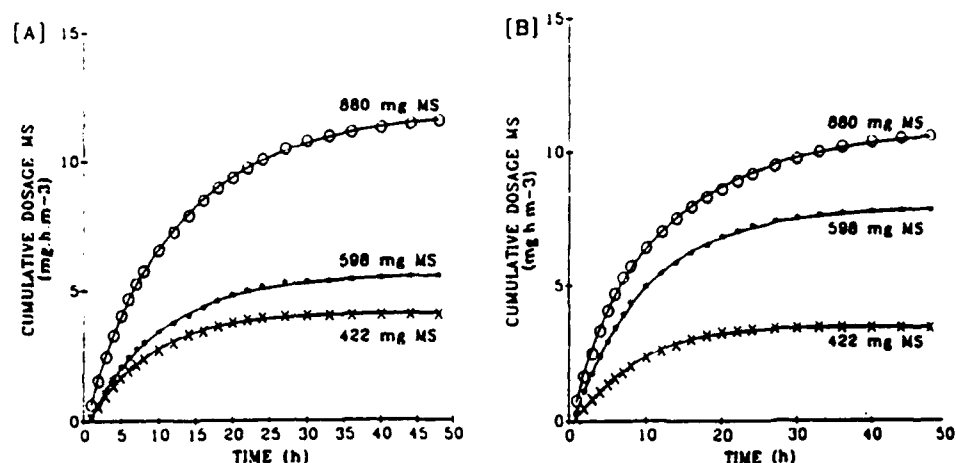 [A]
15
10
5
0
CUMULATIVE DOSAGE MS
(mg.h.m-3)
880 mg MS
598 mg MS
422 mg MS
0 5 10 15 20 25 30 35 40 45 50
TIME (h)
[B]
15
10
5
0
CUMULATIVE DOSAGE MS
(mg h m-3)
880 mg MS
598 mg MS
422 mg MS
0 10 20 30 40 50
TIME (h)